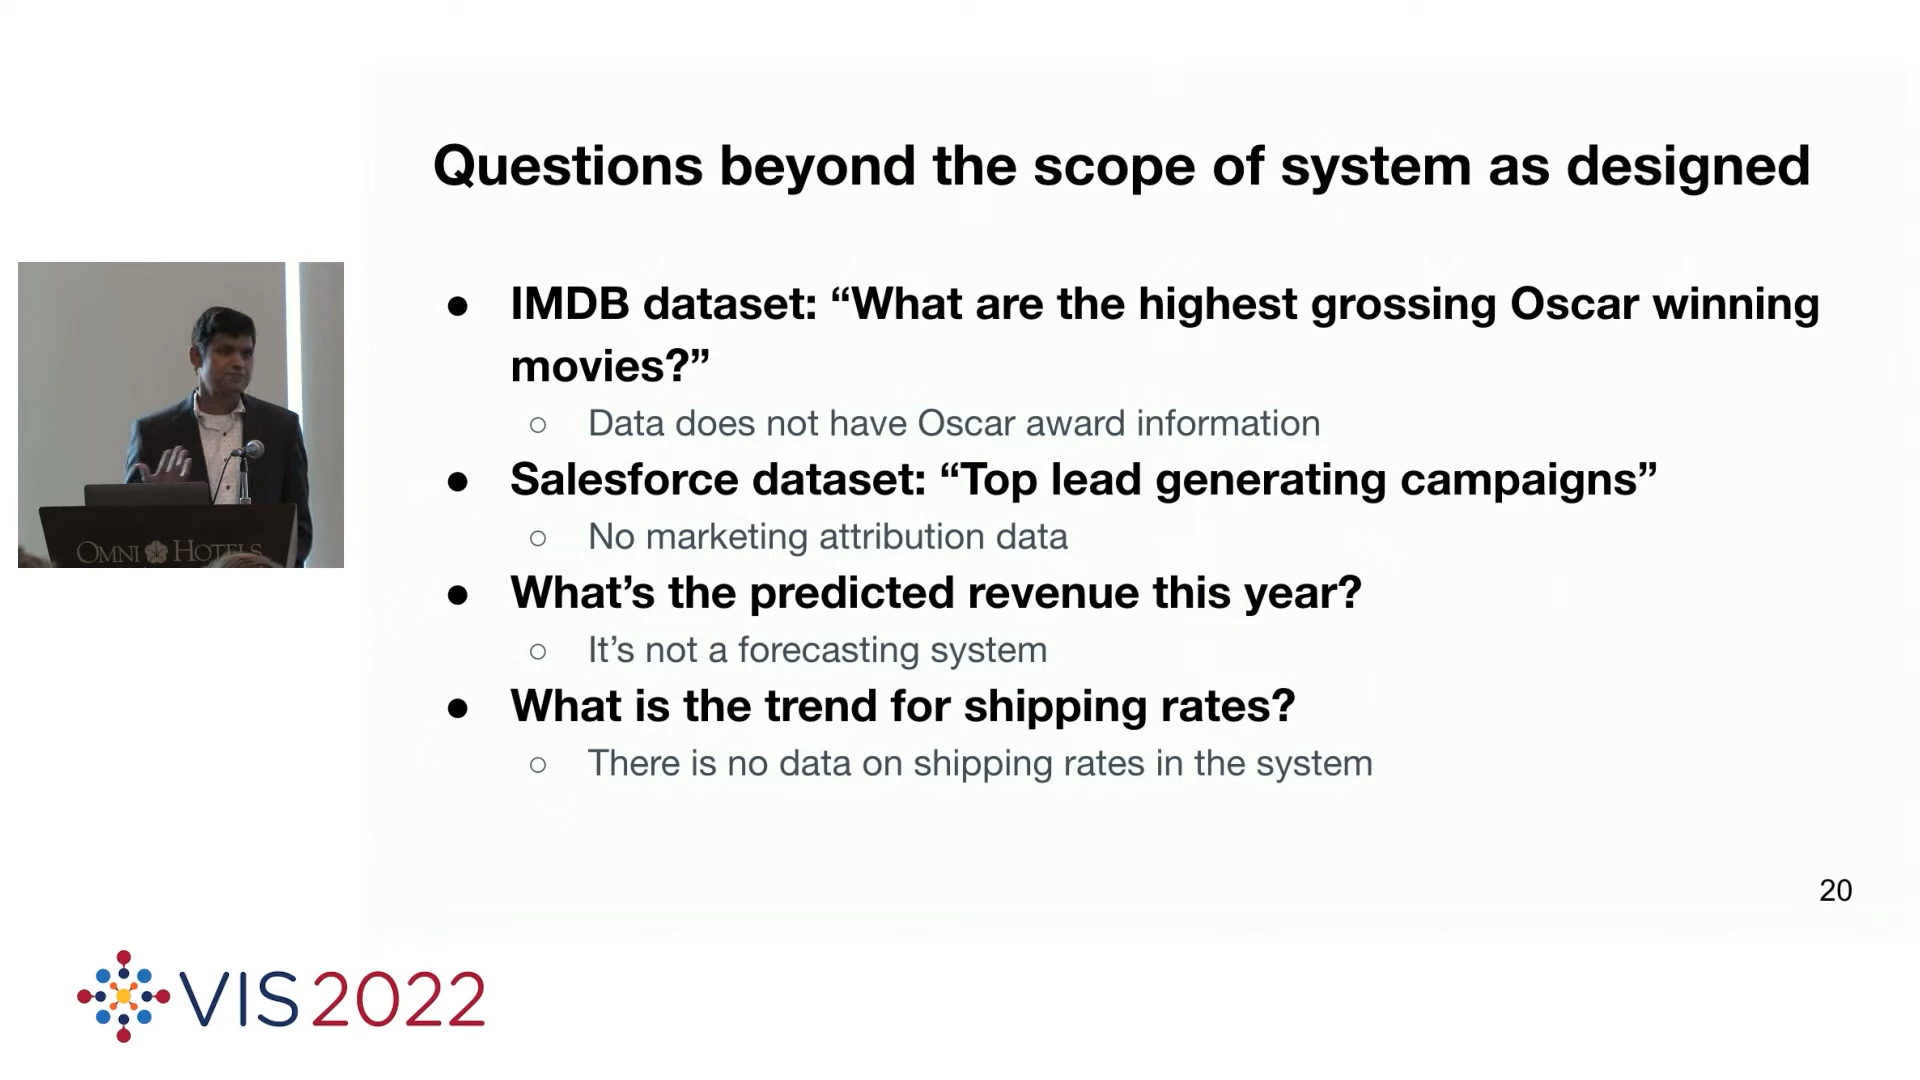 Questions beyond the scope of system as designed
● IMDB dataset: “What are the highest grossing Oscar winning
movies?”
○ Data does not have Oscar award information
● Salesforce dataset: “Top lead generating campaigns”
○ No marketing attribution data
● What’s the predicted revenue this year?
○ It’s not a forecasting system
● What is the trend for shipping rates?
○ There is no data on shipping rates in the system
20
OMNI HOTELS
VIS 2022